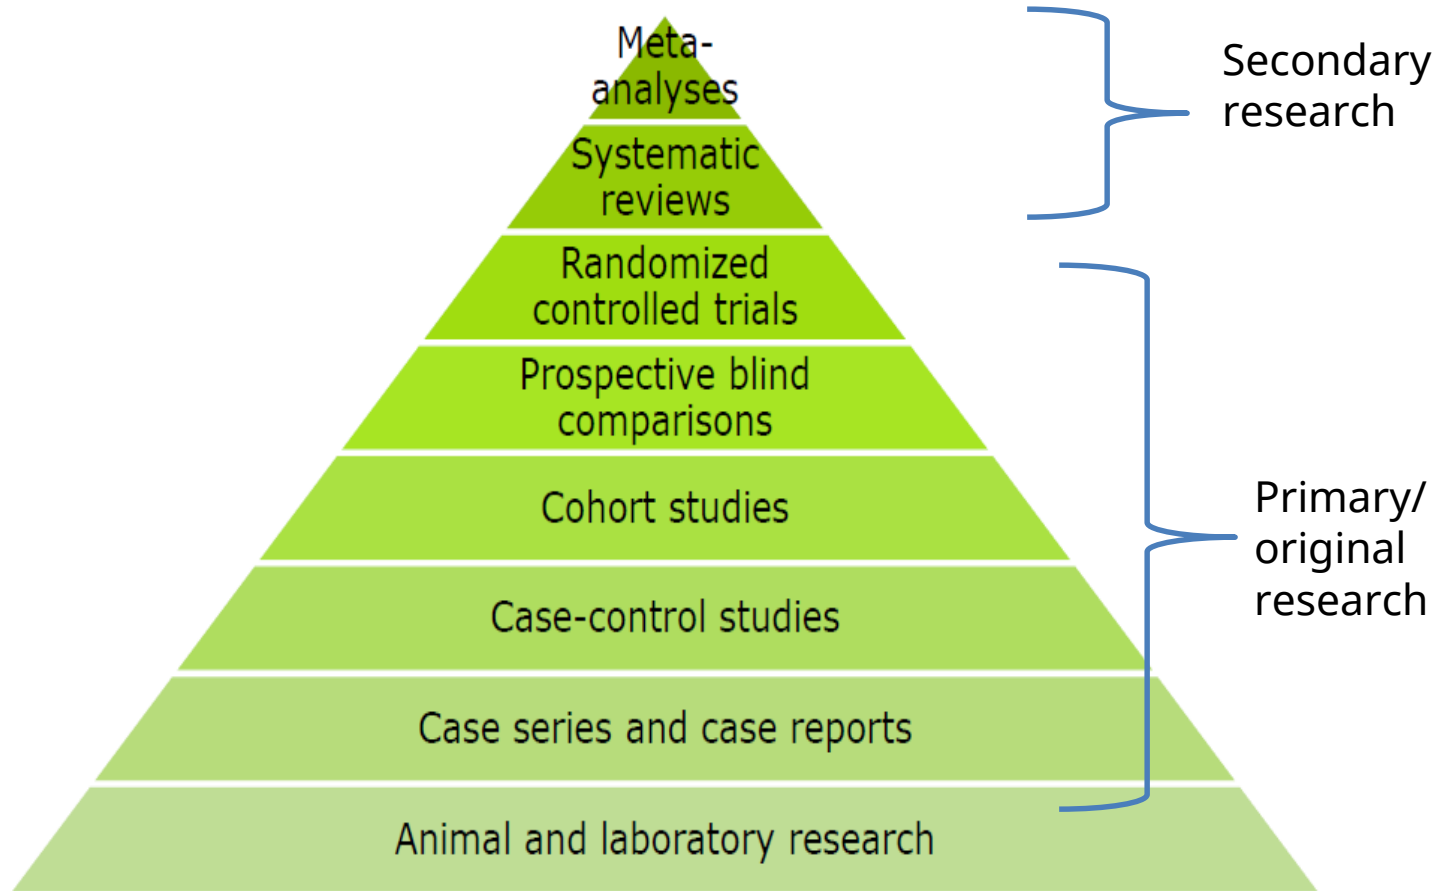 Meta-
analyses
Systematic
reviews
Randomized
controlled trials
Prospective blind
comparisons
Cohort studies
Case-control studies
Case series and case reports
Animal and laboratory research
Secondary
research
Primary/
original
research